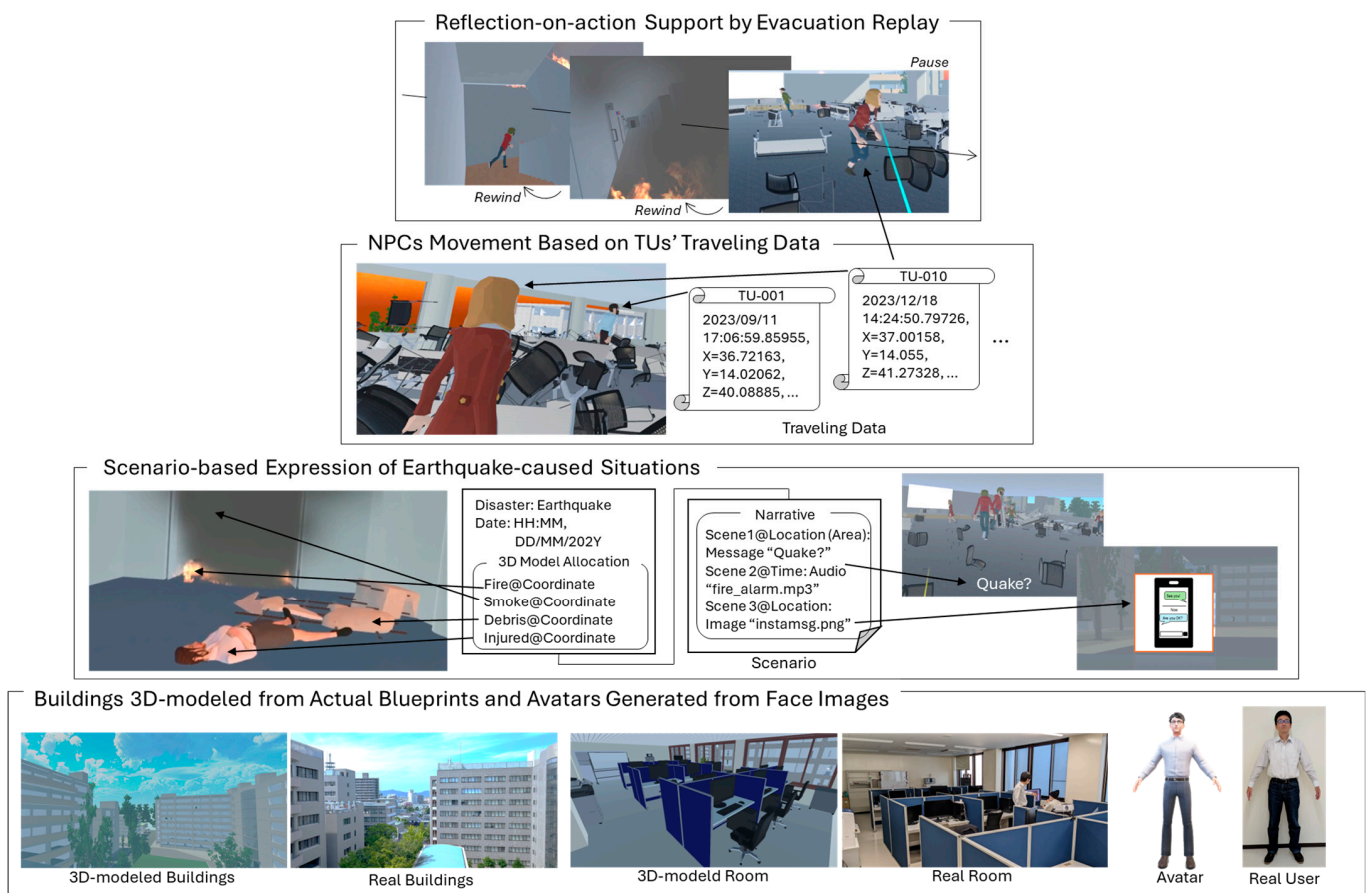 Reflection-on-action Support by Evacuation Replay
Pause
Rewind
Rewind
NPCs Movement Based on TUs' Traveling Data
TU-001
2023/09/11
17:06:59.85955,
X=36.72163,
Y=14.02062,
Z=40.08885, ...
TU-010
2023/12/18
14:24:50.79726,
X=37.00158,
Y=14.055,
Z=41.27328, ...
...
Traveling Data
Scenario-based Expression of Earthquake-caused Situations
Disaster: Earthquake
Date: HH:MM,
DD/MM/202Y
3D Model Allocation
Fire@Coordinate
Smoke@Coordinate
Debris@Coordinate
Injured@Coordinate
Narrative
Scene1@Location (Area):
Message “Quake?”
Scene 2@Time: Audio
“fire_alarm.mp3”
Scene 3@Location:
Image “instamsg.png”
Scenario
Quake?
See you!
Now
Are you OK?
Buildings 3D-modeled from Actual Blueprints and Avatars Generated from Face Images
3D-modeled Buildings
Real Buildings
3D-modeld Room
Real Room
Avatar
Real User